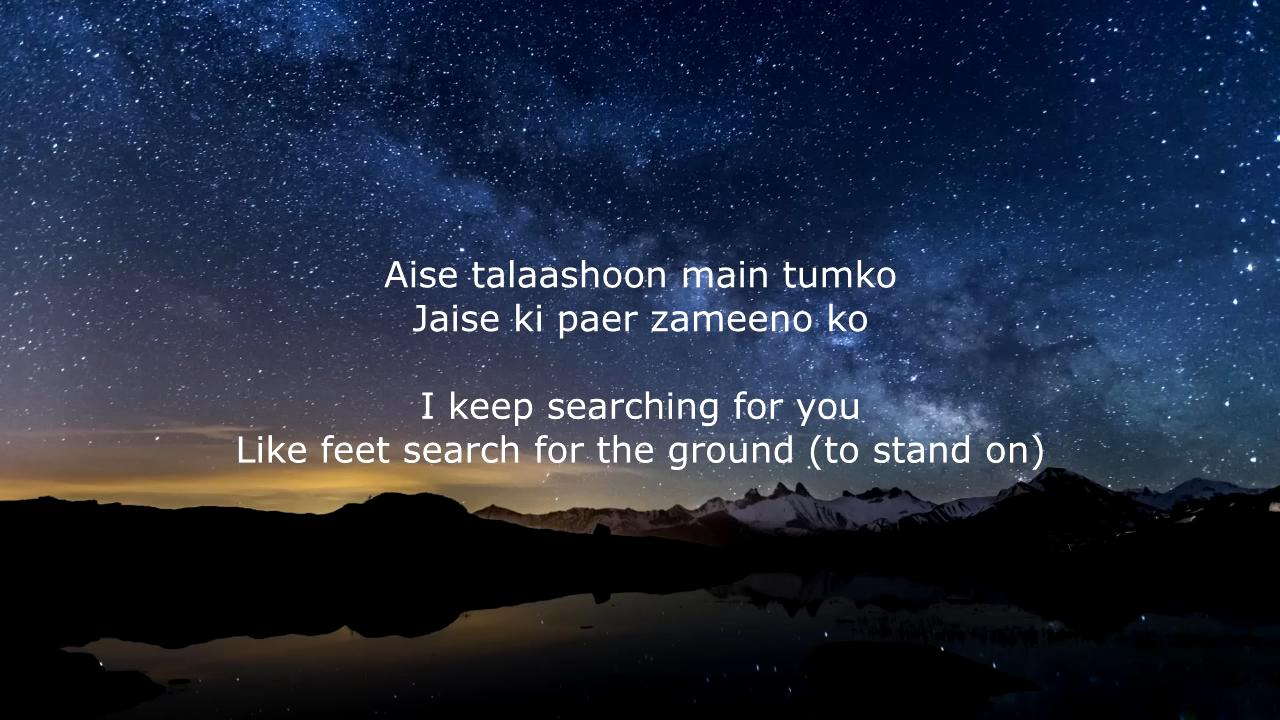 Aise talaashoon main tumko
Jaise ki paer zameeno ko
I keep searching for you
Like feet search for the ground (to stand on)